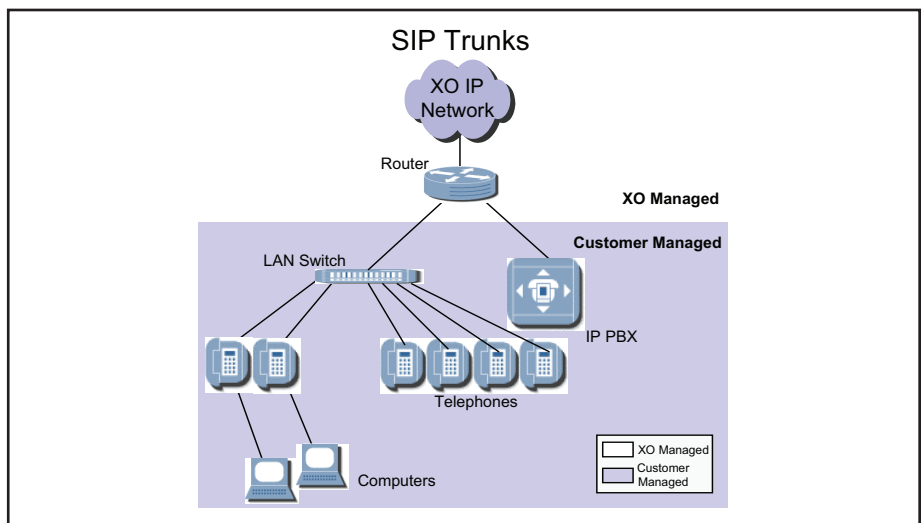 SIP Trunks
XO IP
Network
Router
XO Managed
Customer Managed
LAN Switch
IP PBX
Telephones
Computers
XO Managed
Customer
Managed